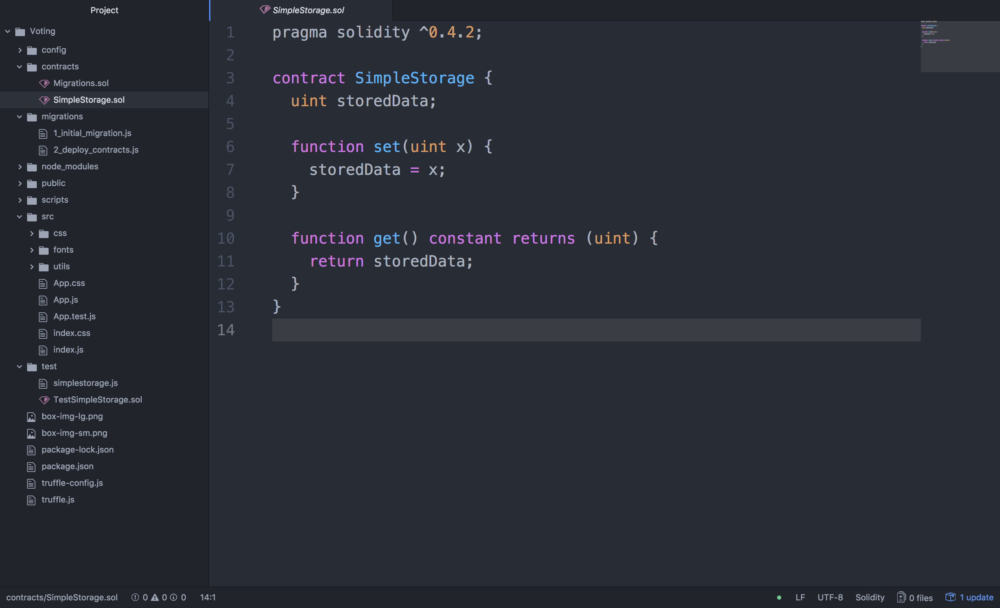 Project
Voting
config
contracts
Migrations.sol
SimpleStorage.sol
migrations
1_initial_migration.js
2_deploy_contracts.js
node_modules
public
scripts
src
css
fonts
utils
App.css
App.js
App.test.js
index.css
index.js
test
simplestorage.js
TestSimpleStorage.sol
box-img-lg.png
box-img-sm.png
package-lock.json
package.json
truffle-config.js
truffle.js
SimpleStorage.sol
1 pragma solidity ^0.4.2;
2
3 contract SimpleStorage {
4   uint storedData;
5
6   function set(uint x) {
7     storedData = x;
8   }
9
10   function get() constant returns (uint) {
11     return storedData;
12   }
13 }
14
contracts/SimpleStorage.sol 0 0 0 14:1 LF UTF-8 Solidity 0 files 1 update